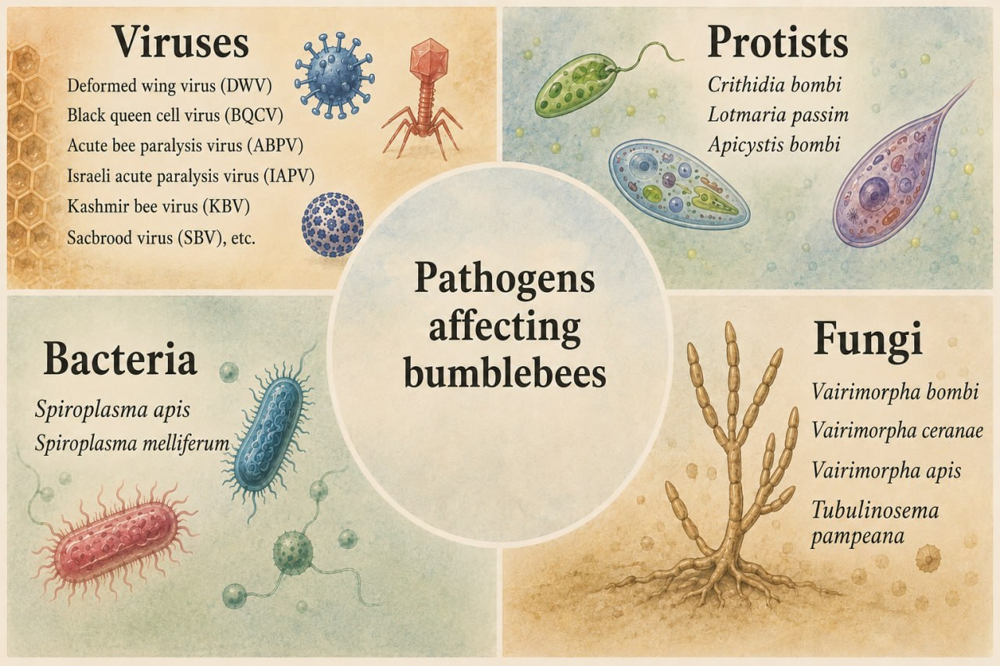 Viruses
Deformed wing virus (DWV)
Black queen cell virus (BQCV)
Acute bee paralysis virus (ABPV)
Israeli acute paralysis virus (IAPV)
Kashmir bee virus (KBV)
Sacbrood virus (SBV), etc.
Protists
Crithidia bombi
Lotmaria passim
Apicystis bombi
Pathogens
affecting
bumblebees
Bacteria
Spiroplasma apis
Spiroplasma melliferum
Fungi
Vairimorpha bombi
Vairimorpha ceranae
Vairimorpha apis
Tubulinosema
pampeana